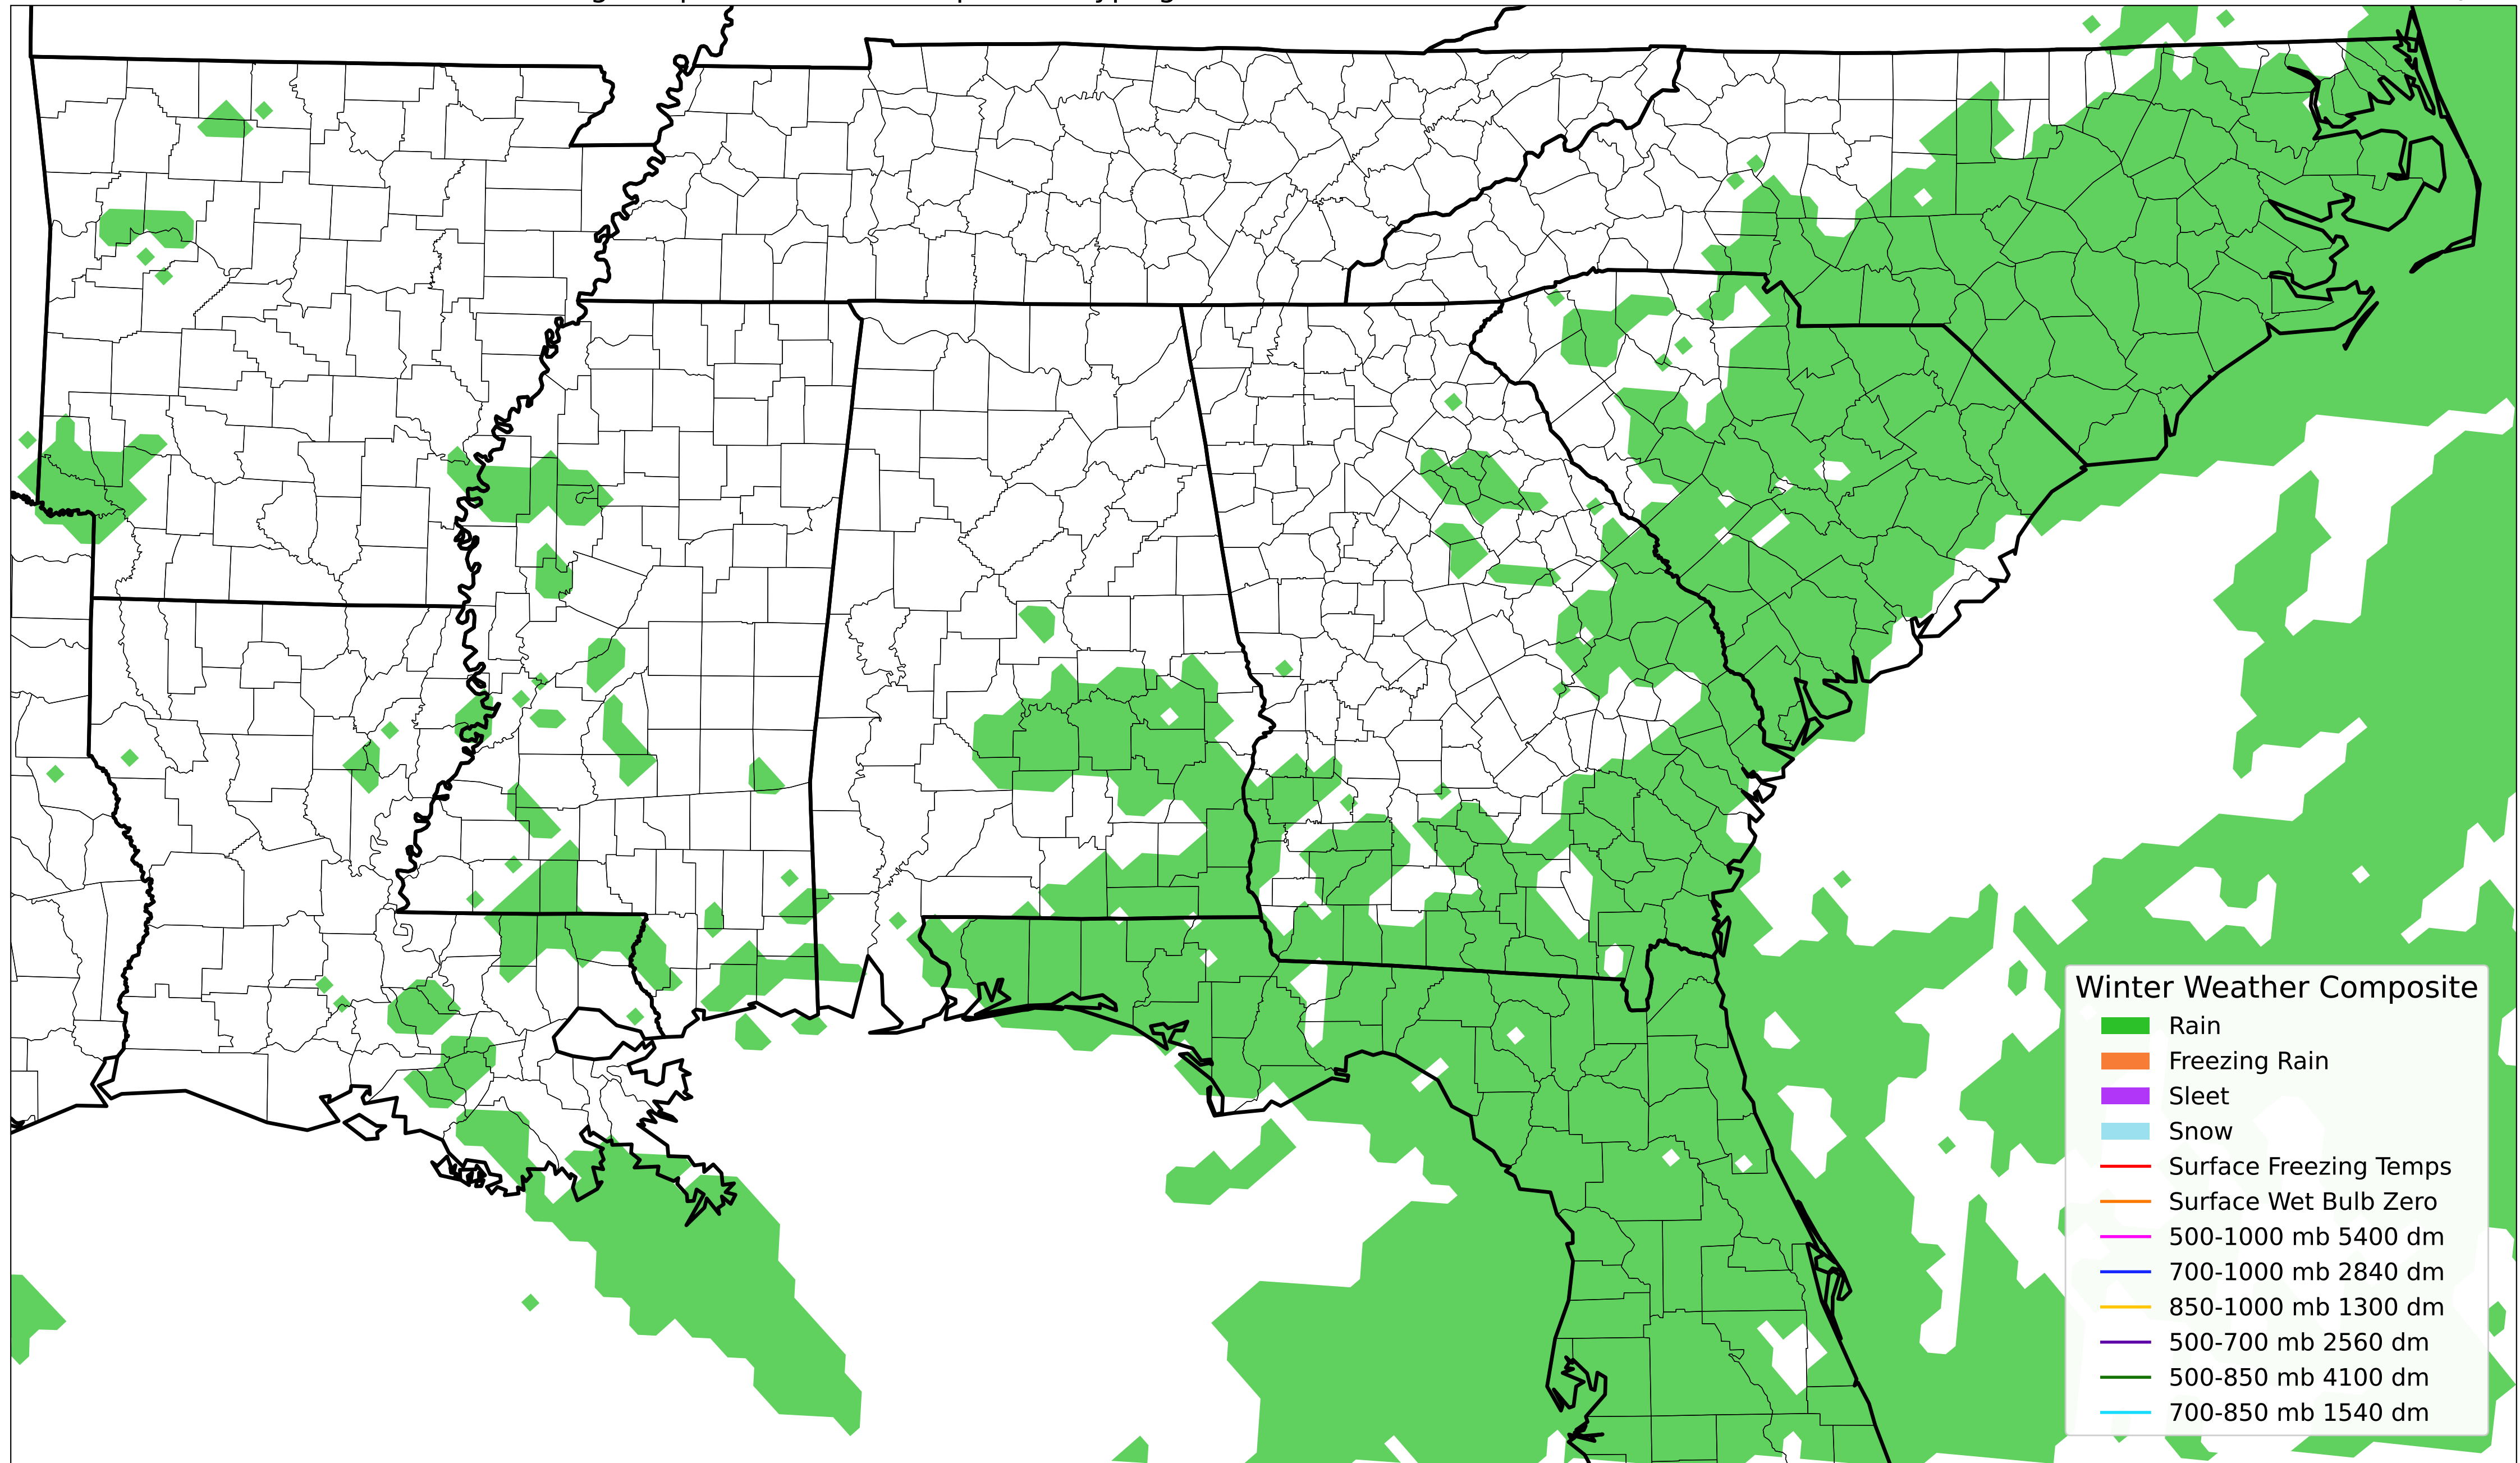 Winter Weather Composite
Rain
Freezing Rain
Sleet
Snow
Surface Freezing Temps
Surface Wet Bulb Zero
500-1000 mb 5400 dm
700-1000 mb 2840 dm
850-1000 mb 1300 dm
500-700 mb 2560 dm
500-850 mb 4100 dm
700-850 mb 1540 dm